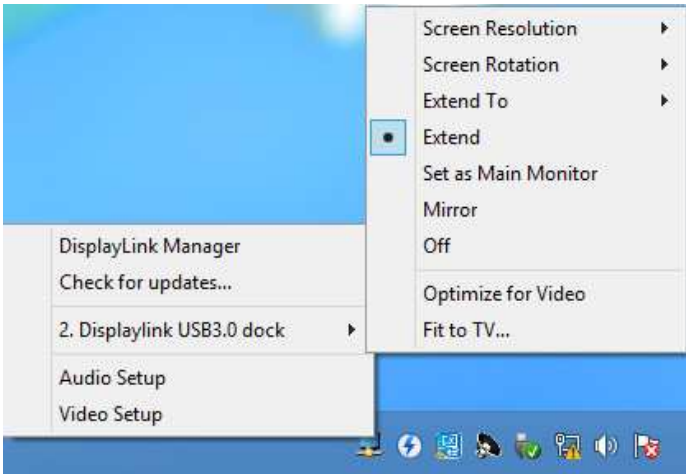 Screen Resolution
Screen Rotation
Extend To
Extend
Set as Main Monitor
Mirror
Off
Optimize for Video
Fit to TV...
DisplayLink Manager
Check for updates...
2. Displaylink USB3.0 dock
Audio Setup
Video Setup